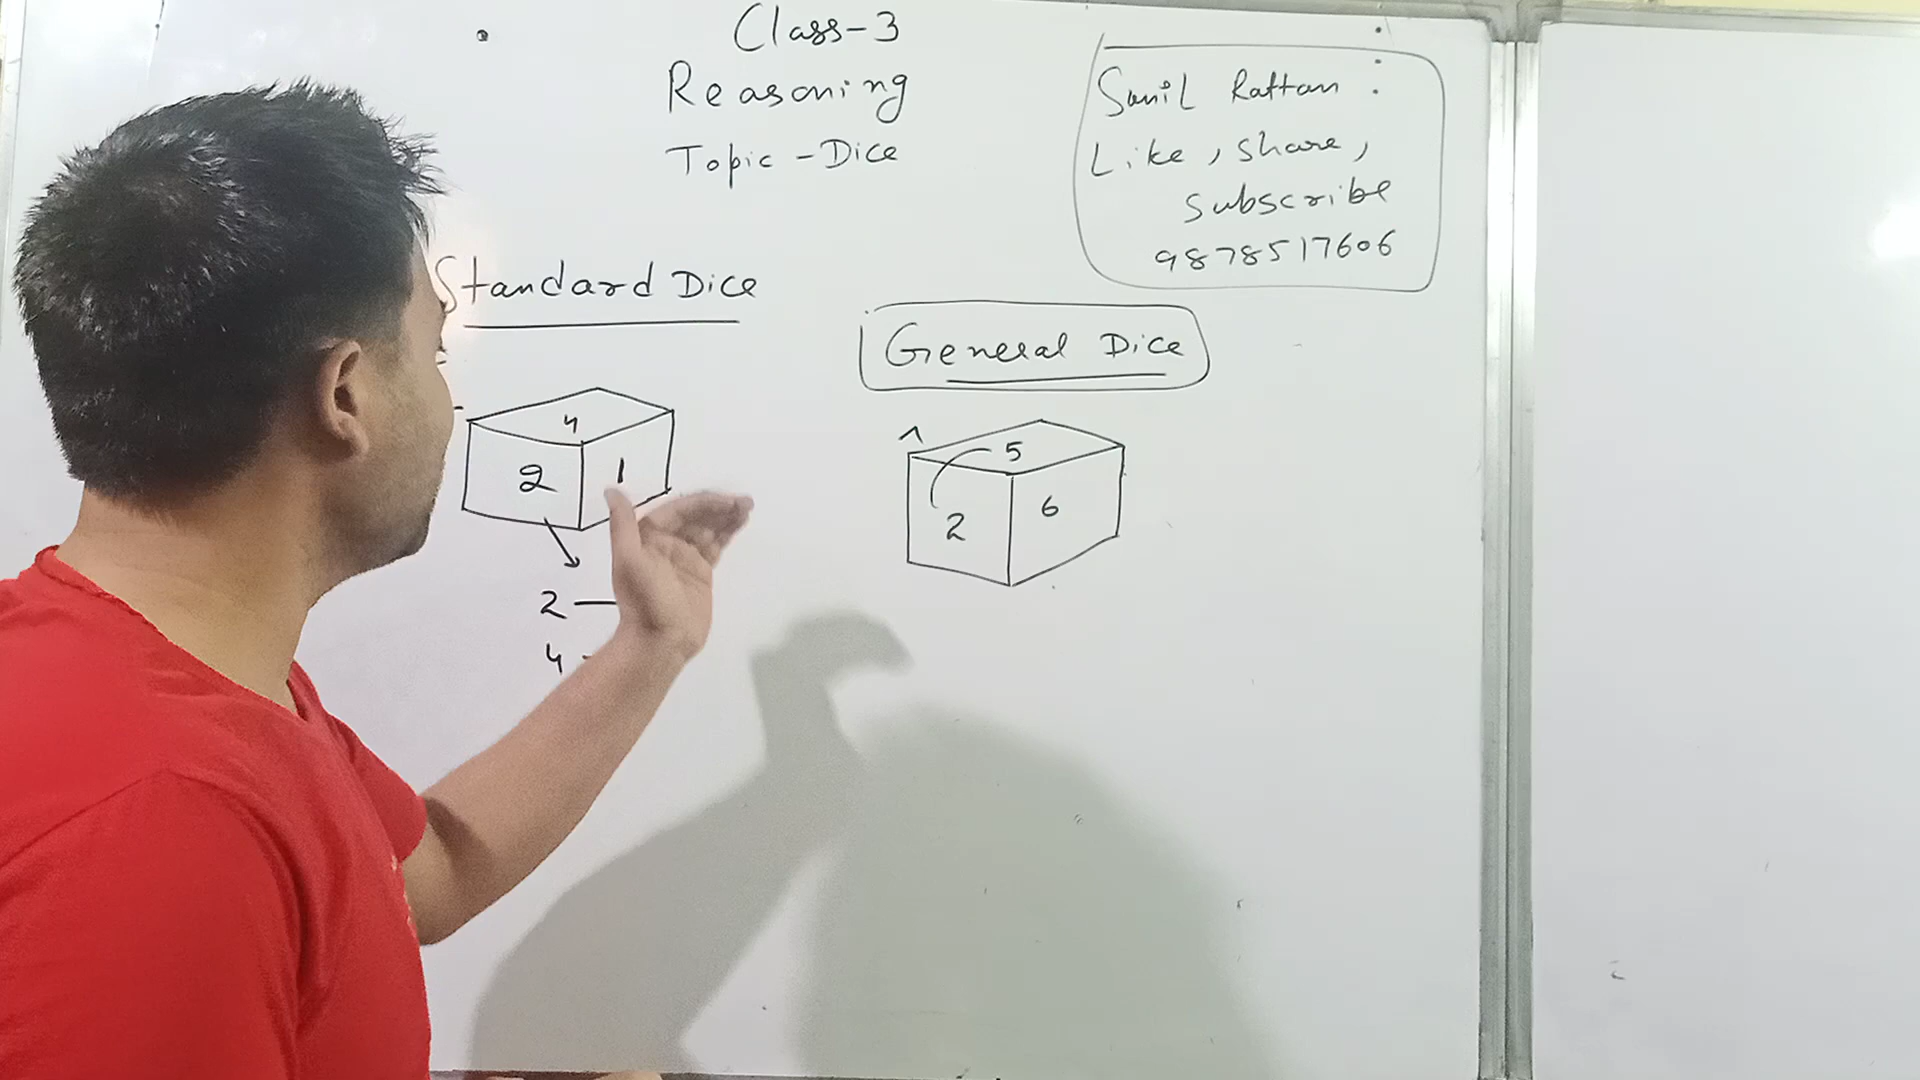 Class-3
Reasoning
Topic - Dice
Sunil Rattan
Like, share,
subscribe
9878517606
Standard Dice
General Dice
4
2 1
5
2 6
2 —
4 -